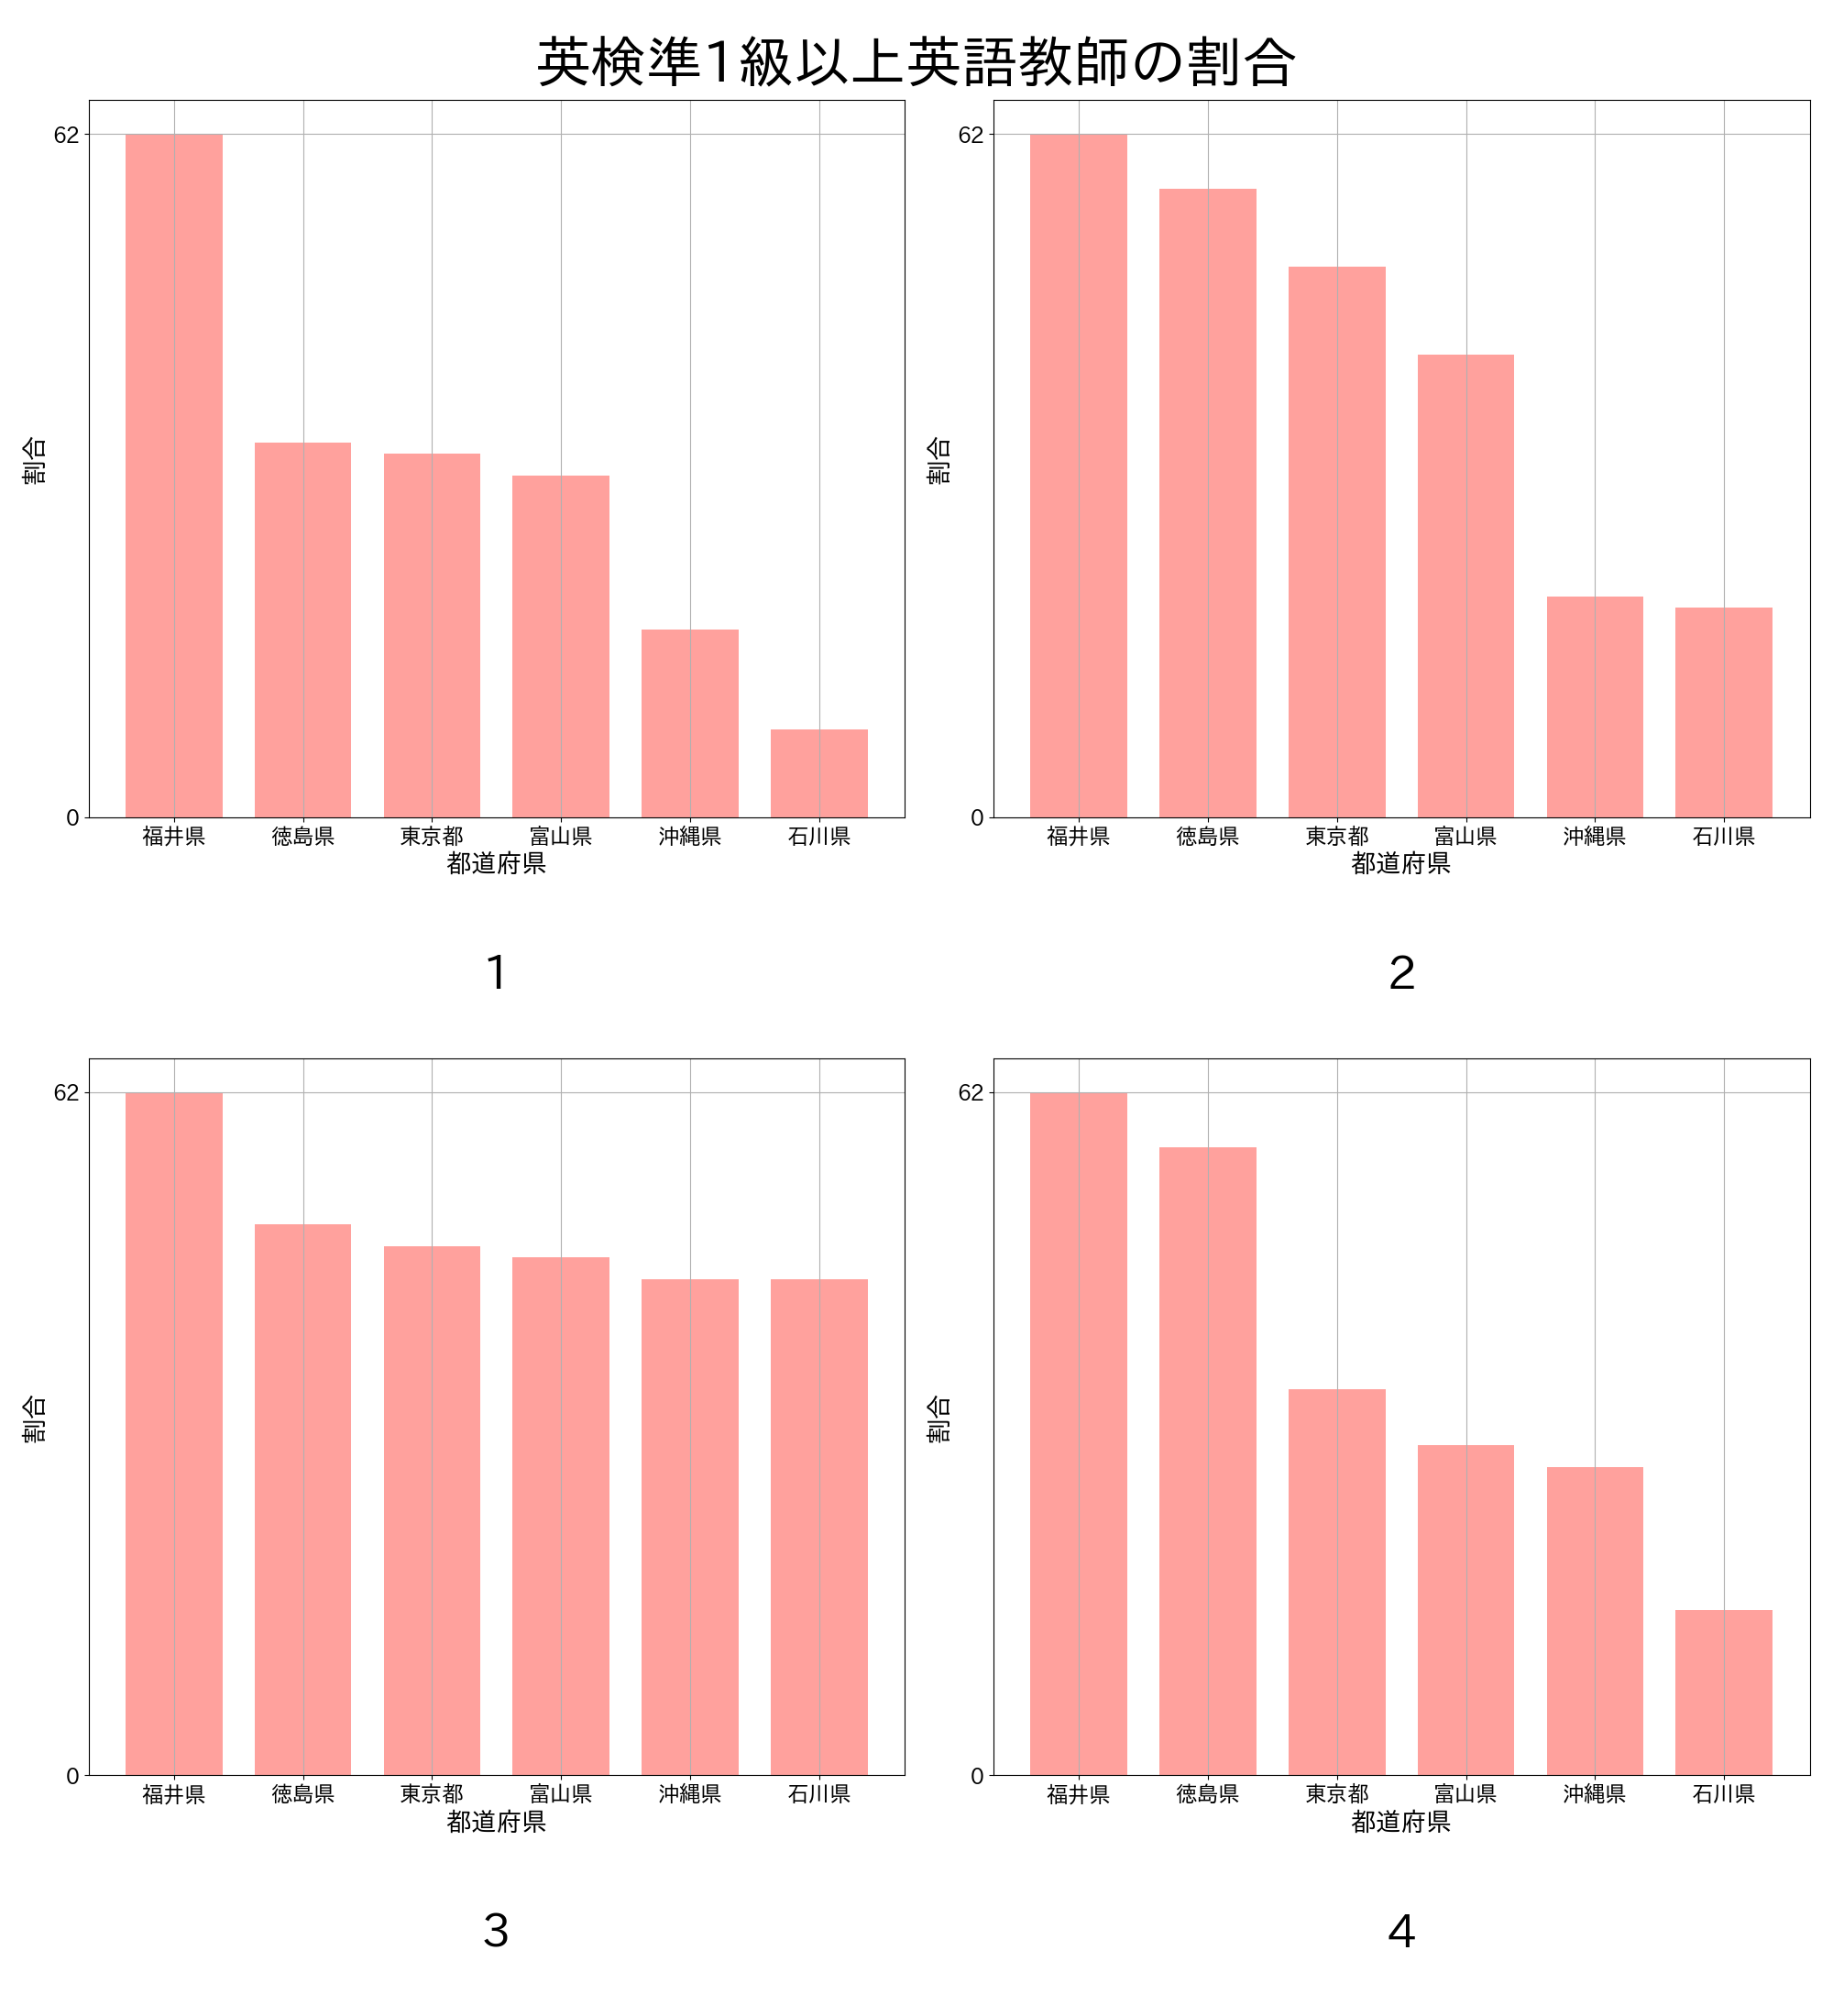 英検準1級以上英語教師の割合
62
0
割合
福井県 徳島県 東京都 富山県 沖縄県 石川県
都道府県
1
62
0
割合
福井県 徳島県 東京都 富山県 沖縄県 石川県
都道府県
2
62
0
割合
福井県 徳島県 東京都 富山県 沖縄県 石川県
都道府県
3
62
0
割合
福井県 徳島県 東京都 富山県 沖縄県 石川県
都道府県
4